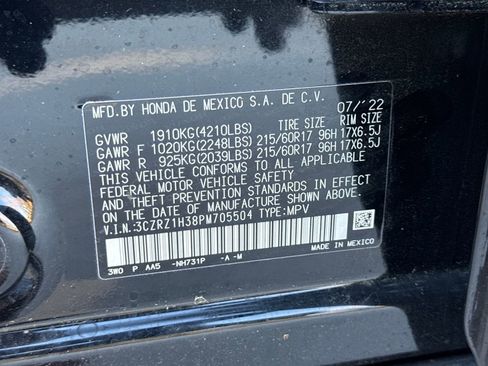 MFD.BY HONDA DE MEXICO S.A. DE C.V. 07/'22
GVWR 1910KG(4210LBS) TIRE SIZE RIM SIZE
GAWR F 1020KG(2248LBS) 215/60R17 96H 17X6.5J
GAWR R 925KG(2039LBS) 215/60R17 96H 17X6.5J
THIS VEHICLE CONFORMS TO ALL APPLICABLE
FEDERAL MOTOR VEHICLE SAFETY
AND THEFT PREVENTION STANDARDS IN EFFECT
ON THE DATE OF MANUFACTURE SHOWN ABOVE.
V.I.N.:3CZRZ1H38PM705504 TYPE:MPV
3W0 P AA5 -NH731P -A -M MADE IN MEXICO